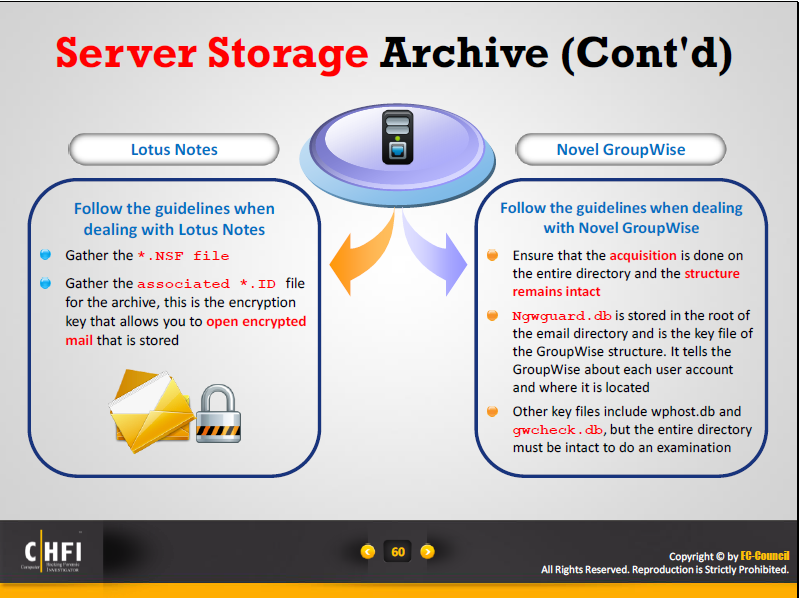 Server Storage Archive (Cont'd)
Lotus Notes
Follow the guidelines when
dealing with Lotus Notes
Gather the *.NSF file
Gather the associated *.ID file
for the archive, this is the encryption
key that allows you to open encrypted
mail that is stored
Novel GroupWise
Follow the guidelines when dealing
with Novel GroupWise
Ensure that the acquisition is done on
the entire directory and the structure
remains intact
Ngwguard.db is stored in the root of
the email directory and is the key file of
the GroupWise structure. It tells the
GroupWise about each user account
and where it is located
Other key files include wphost.db and
gwcheck.db, but the entire directory
must be intact to do an examination
CHFI
Computer Hacking Forensic
INVESTIGATOR
60
Copyright © by EC-Council
All Rights Reserved. Reproduction is Strictly Prohibited.